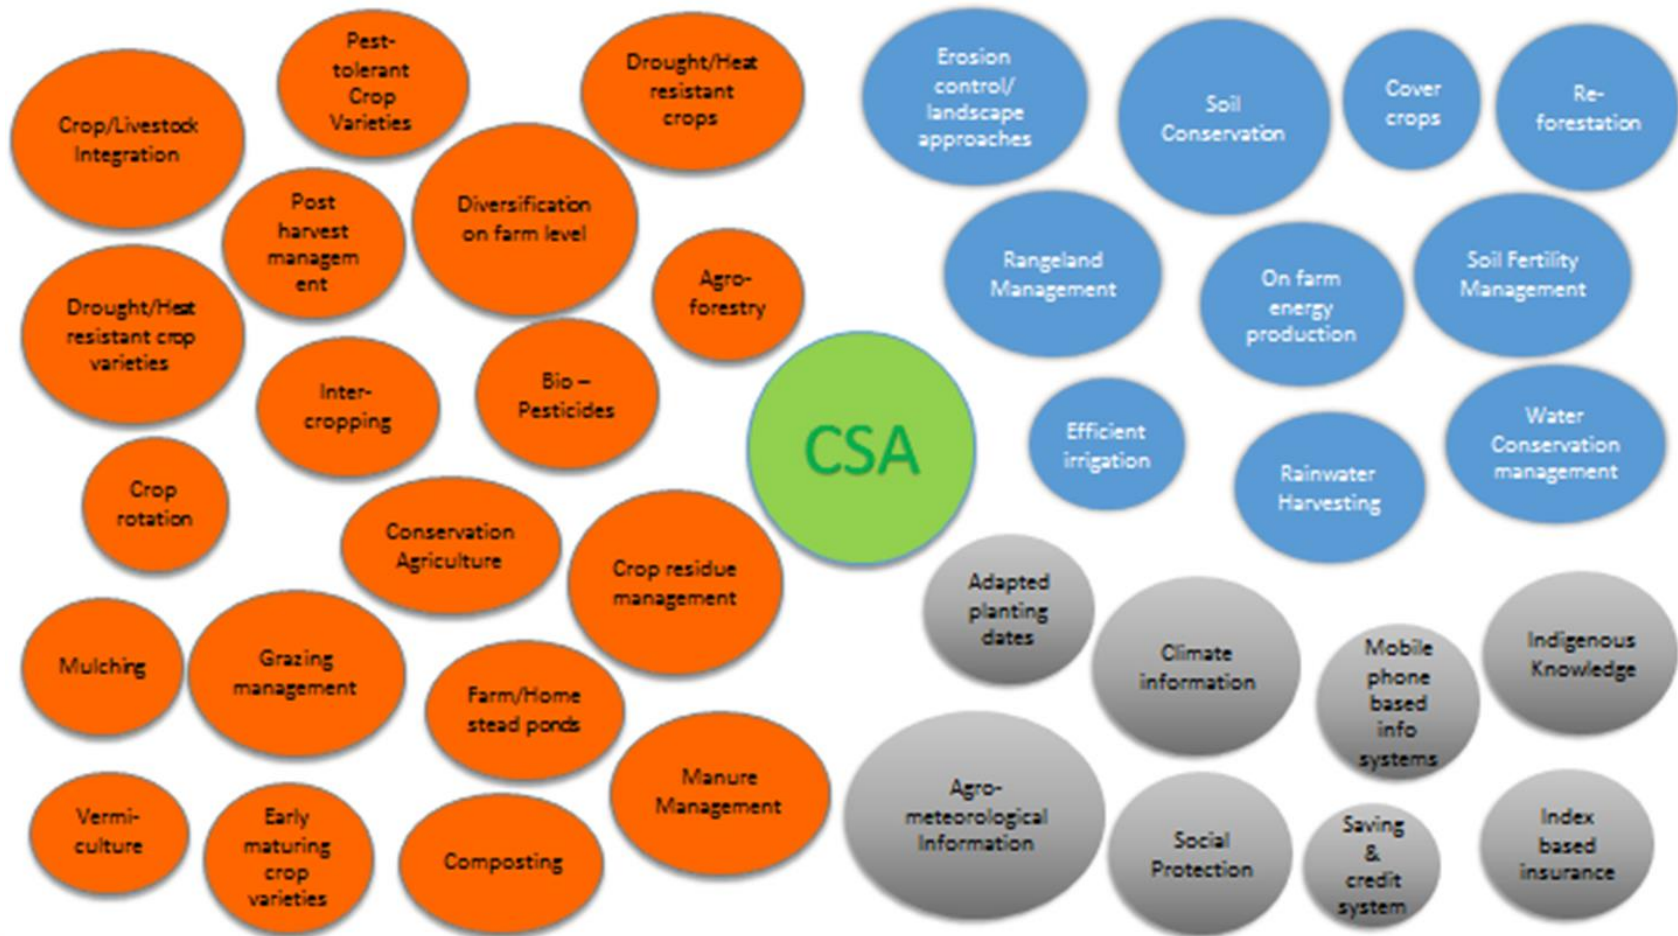 Crop/Livestock
Integration
Pest-
tolerant
Crop
Varieties
Drought/Heat
resistant
crops
Post
harvest
managem
ent
Diversification
on farm level
Agro-
forestry
Drought/Heat
resistant crop
varieties
Inter-
cropping
Bio –
Pesticides
Crop
rotation
Conservation
Agriculture
Crop residue
management
Mulching
Grazing
management
Farm/Home
stead ponds
Manure
Management
Vermi-
culture
Early
maturing
crop
varieties
Composting
CSA
Erosion
control/
landscape
approaches
Soil
Conservation
Cover
crops
Re-
forestation
Rangeland
Management
On farm
energy
production
Soil Fertility
Management
Efficient
irrigation
Rainwater
Harvesting
Water
Conservation
management
Adapted
planting
dates
Climate
information
Mobile
phone
based
info
systems
Indigenous
Knowledge
Agro-
meteorological
Information
Social
Protection
Saving
&
credit
system
Index
based
insurance